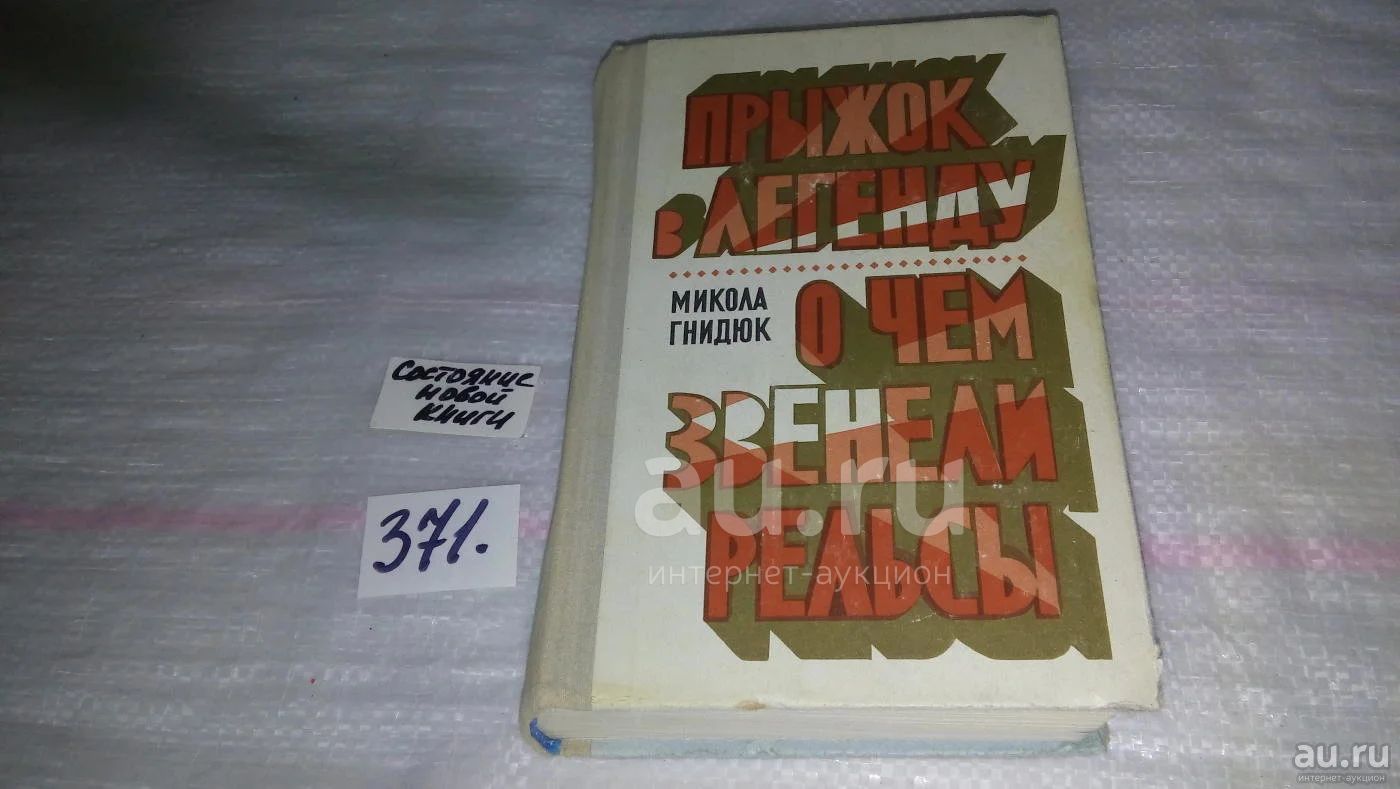 ПРЫЖОК
В ЛЕГЕНДУ
МИКОЛА
ГНИДЮК
О ЧЕМ
ЗВЕНЕЛИ
РЕЛЬСЫ
Состояние
новой
книги
371.
au.ru
интернет-аукцион
au.ru
интернет-аукцион